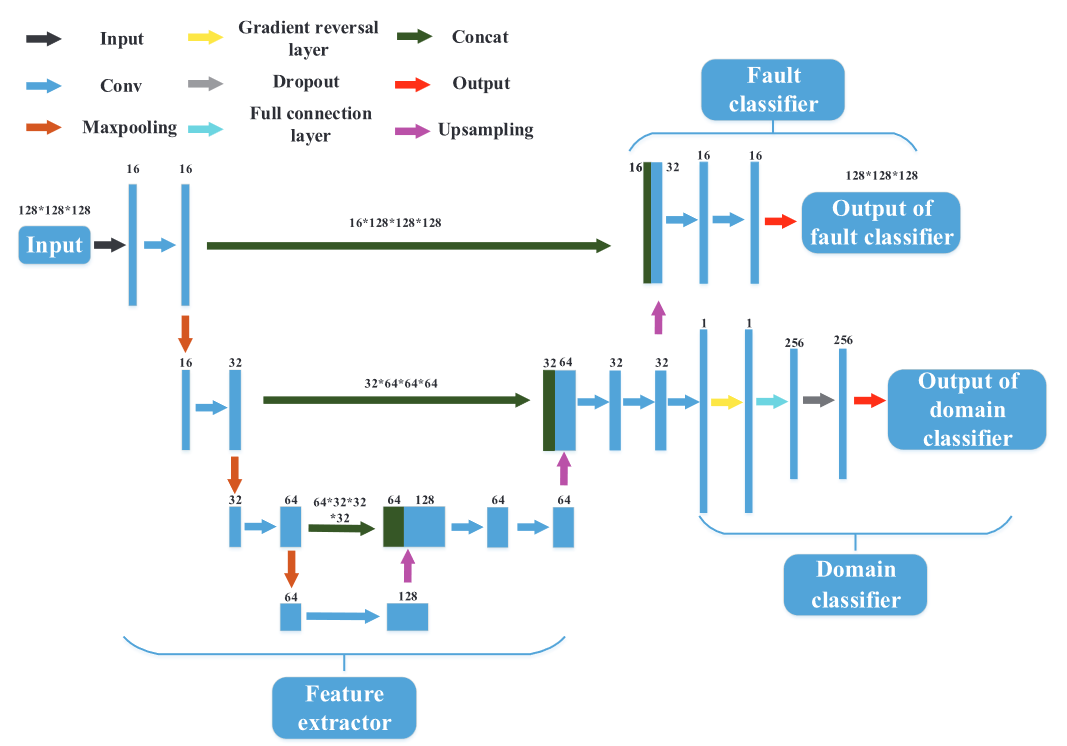 Input
Gradient reversal
layer
Concat
Conv
Dropout
Output
Maxpooling
Full connection
layer
Upsampling
Fault
classifier
128*128*128
Input
16
16
16*128*128*128
16
32
16
16
128*128*128
Output of
fault classifier
16
32
32*64*64*64
32 64
32
32
1
1
256
256
Output of
domain
classifier
32
64
64*32*32
*32
64
128
64
64
64
128
Domain
classifier
Feature
extractor